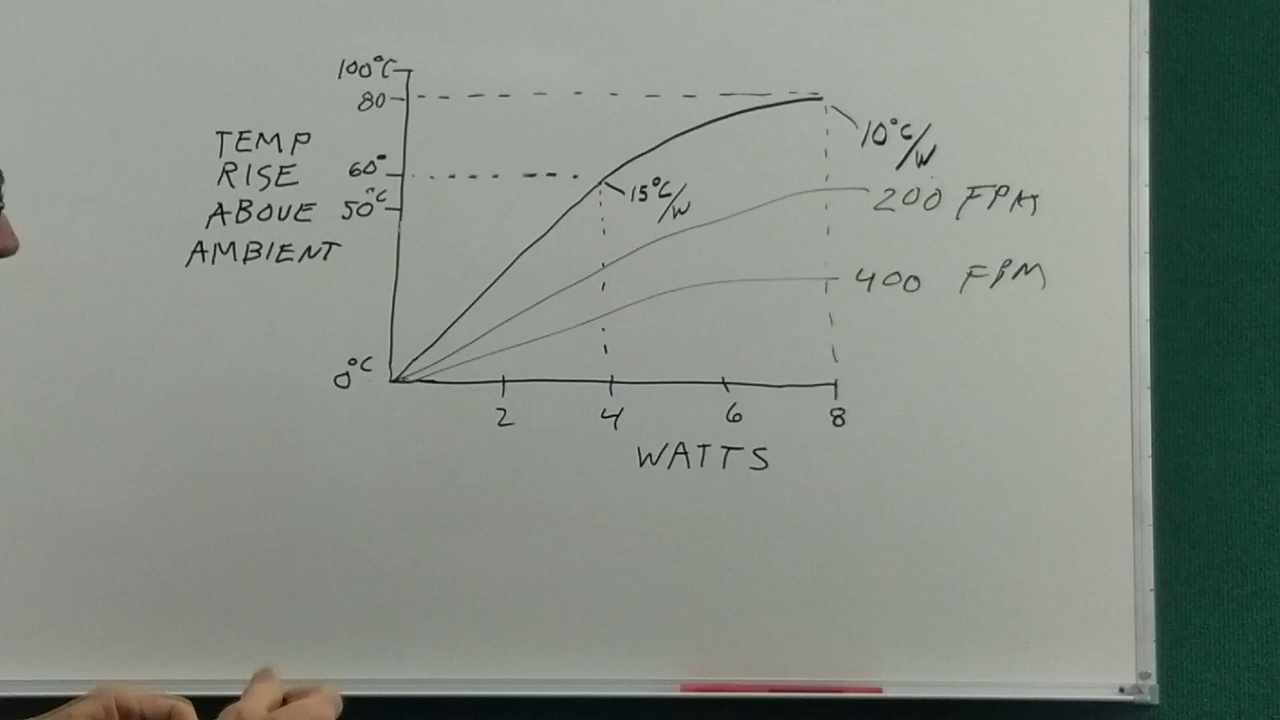 100°C
80
TEMP
RISE
ABOVE
AMBIENT
60°
50°C
0°C
15°C/W
10°C/W
200 FPM
400 FPM
2 4 6 8
WATTS